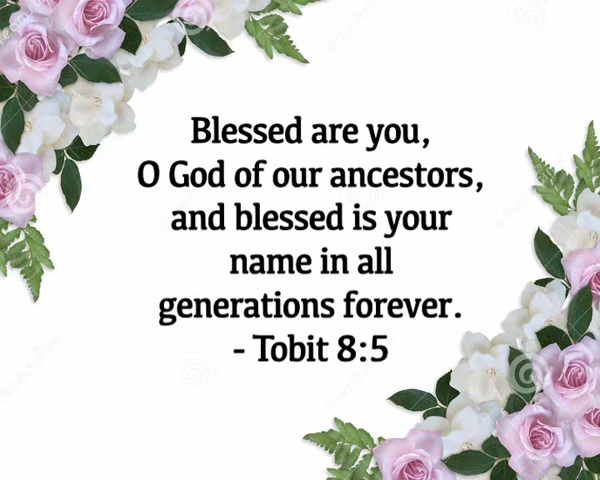 Blessed are you,
O God of our ancestors,
and blessed is your
name in all
generations forever.
- Tobit 8:5